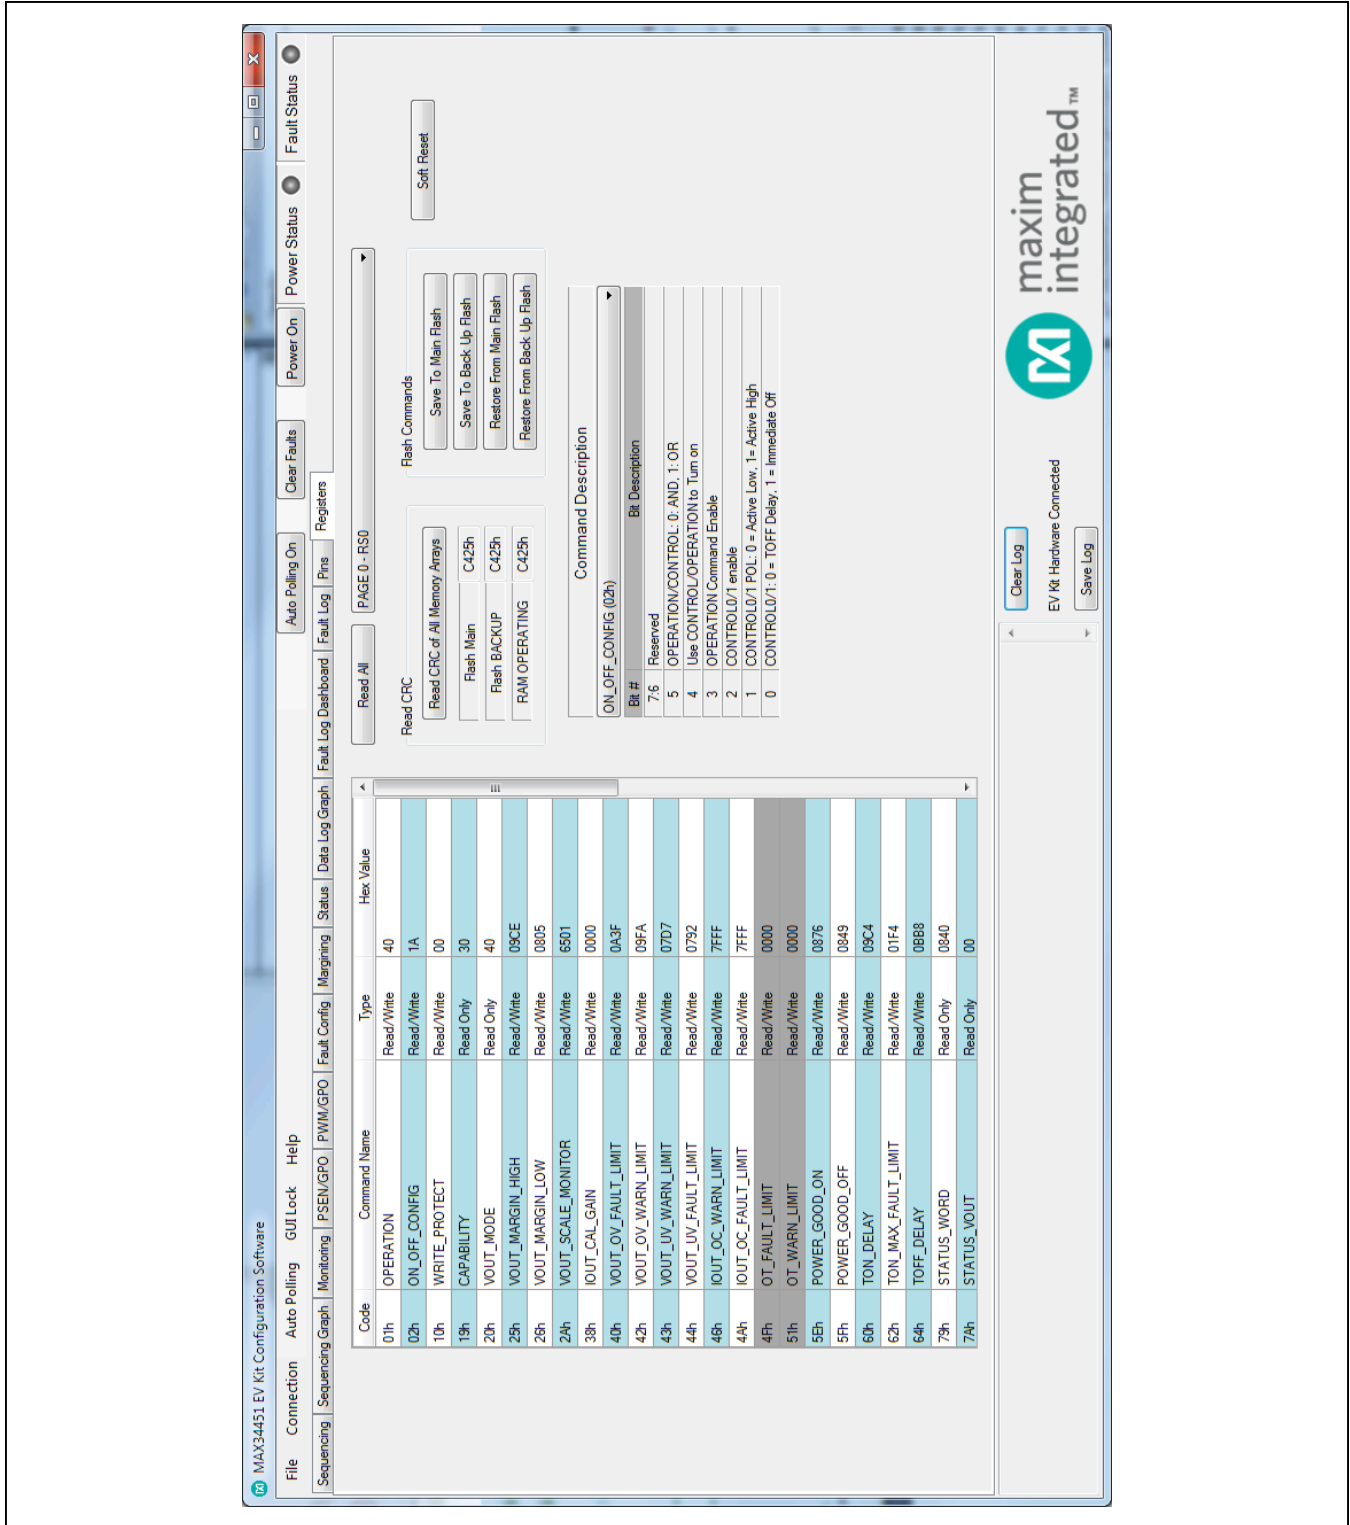 MAX34451 EV Kit Configuration Software
File Connection Auto Polling GUI Lock Help
Auto Polling On Clear Faults Power On Power Status Fault Status
Sequencing Sequencing Graph Monitoring PSEN/GPO PWM/GPO Fault Config Margining Status Data Log Graph Fault Log Dashboard Fault Log Pins Registers
Code Command Name Type Hex Value
01h OPERATION Read/Write 40
02h ON_OFF_CONFIG Read/Write 1A
10h WRITE_PROTECT Read/Write 00
19h CAPABILITY Read Only 30
20h VOUT_MODE Read Only 40
25h VOUT_MARGIN_HIGH Read/Write 09CE
26h VOUT_MARGIN_LOW Read/Write 0805
2Ah VOUT_SCALE_MONITOR Read/Write 6501
38h IOUT_CAL_GAIN Read/Write 0000
40h VOUT_OV_FAULT_LIMIT Read/Write 0A3F
42h VOUT_OV_WARN_LIMIT Read/Write 09FA
43h VOUT_UV_WARN_LIMIT Read/Write 07D7
44h VOUT_UV_FAULT_LIMIT Read/Write 0792
46h IOUT_OC_WARN_LIMIT Read/Write 7FFF
4Ah IOUT_OC_FAULT_LIMIT Read/Write 7FFF
4Fh OT_FAULT_LIMIT Read/Write 0000
51h OT_WARN_LIMIT Read/Write 0000
5Eh POWER_GOOD_ON Read/Write 0876
5Fh POWER_GOOD_OFF Read/Write 0849
60h TON_DELAY Read/Write 09C4
62h TON_MAX_FAULT_LIMIT Read/Write 01F4
64h TOFF_DELAY Read/Write 0BB8
79h STATUS_WORD Read Only 0840
7Ah STATUS_VOUT Read Only 00
Read All PAGE 0 - RS0
Read CRC
Read CRC of All Memory Arrays
Flash Main C425h
Flash BACKUP C425h
RAM OPERATING C425h
Flash Commands
Save To Main Flash
Save To Back Up Flash
Restore From Main Flash
Restore From Back Up Flash
Soft Reset
Command Description
ON_OFF_CONFIG (02h)
Bit # Bit Description
7:6 Reserved
5 OPERATION/CONTROL: 0: AND, 1: OR
4 Use CONTROL/OPERATION to Turn on
3 OPERATION Command Enable
2 CONTROL0/1 enable
1 CONTROL0/1 POL: 0 = Active Low, 1= Active High
0 CONTROL0/1: 0 = TOFF Delay, 1 = Immediate Off
Clear Log
EV Kit Hardware Connected
Save Log
maxim
integrated™